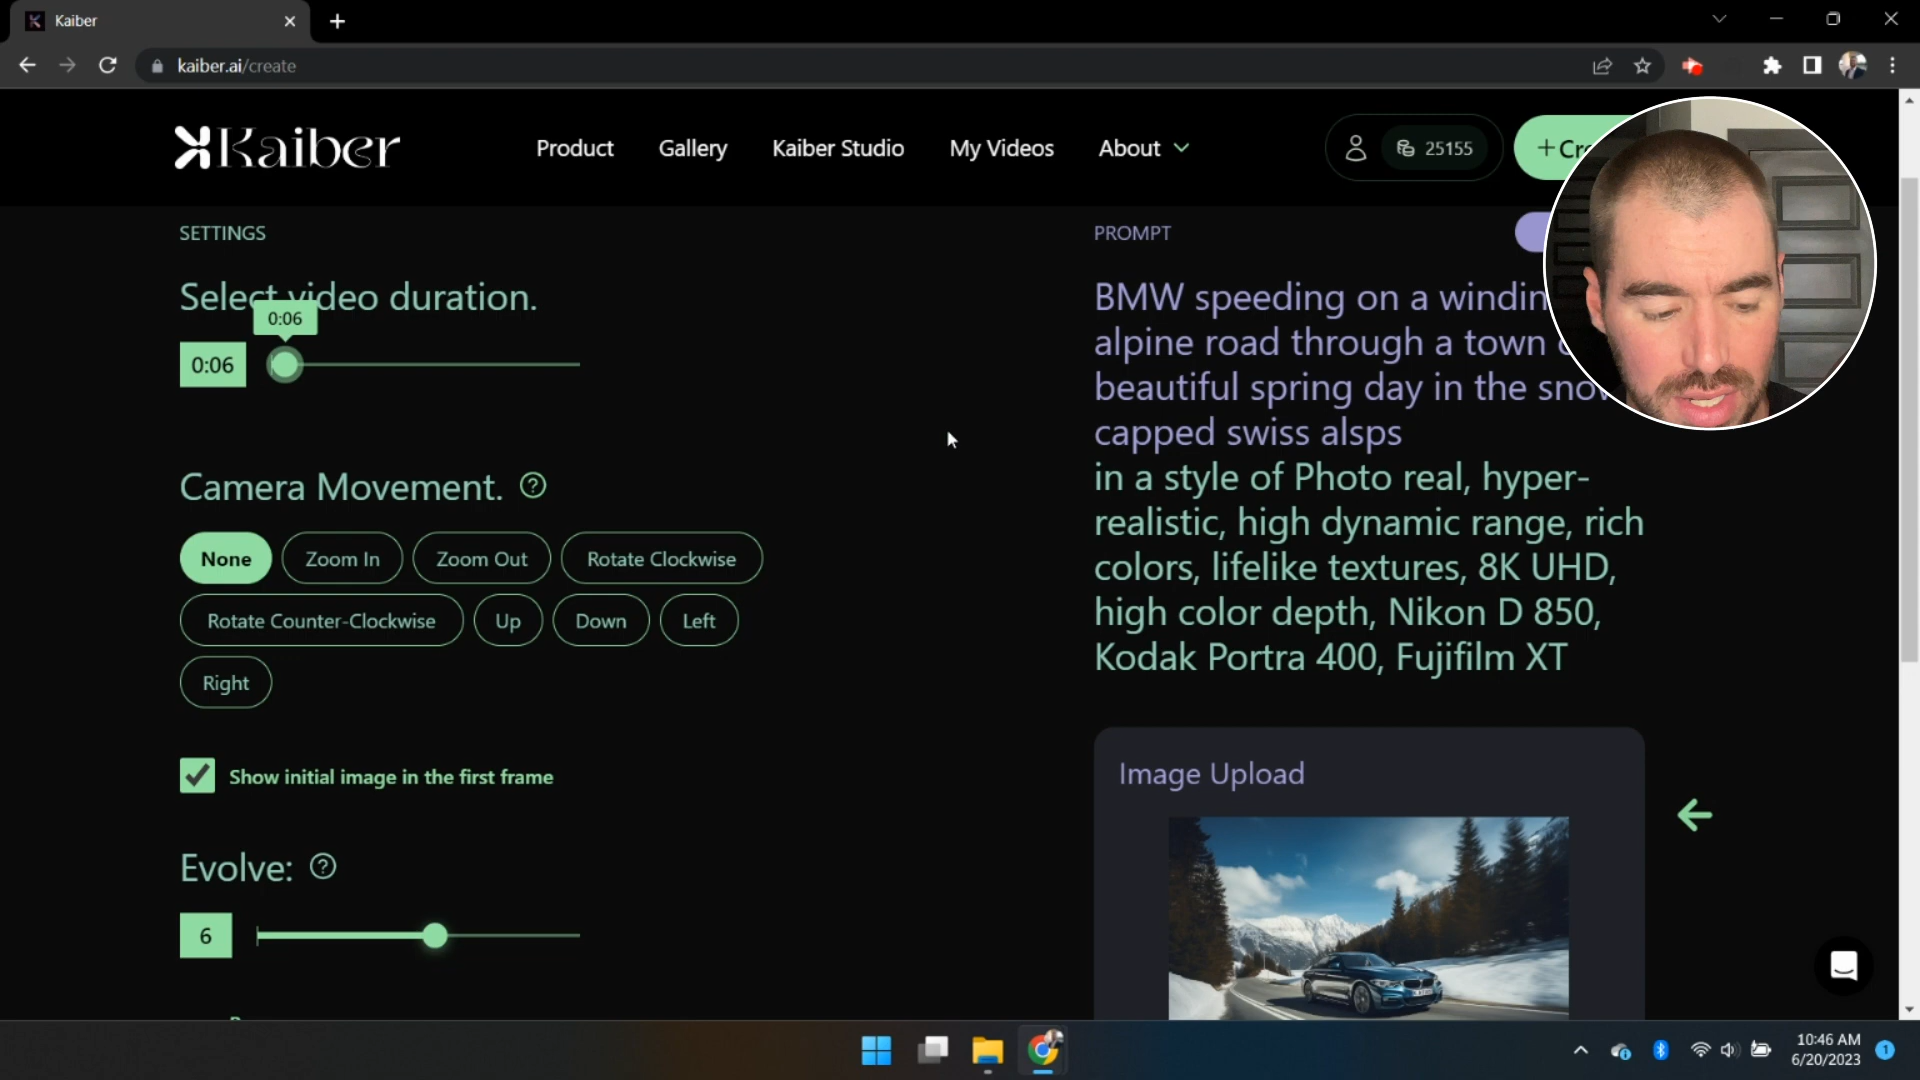 Kaiber
kaiber.ai/create
Kaiber
Product
Gallery
Kaiber Studio
My Videos
About
25155
SETTINGS
Select video duration.
0:06
0:06
Camera Movement.
None
Zoom In
Zoom Out
Rotate Clockwise
Rotate Counter-Clockwise
Up
Down
Left
Right
Show initial image in the first frame
Evolve:
6
PROMPT
BMW speeding on a
alpine road through a town
beautiful spring day in the
capped swiss alsps
in a style of Photo real, hyper-
realistic, high dynamic range, rich
colors, lifelike textures, 8K UHD,
high color depth, Nikon D 850,
Kodak Portra 400, Fujifilm XT
Image Upload
10:46 AM
6/20/2023
1